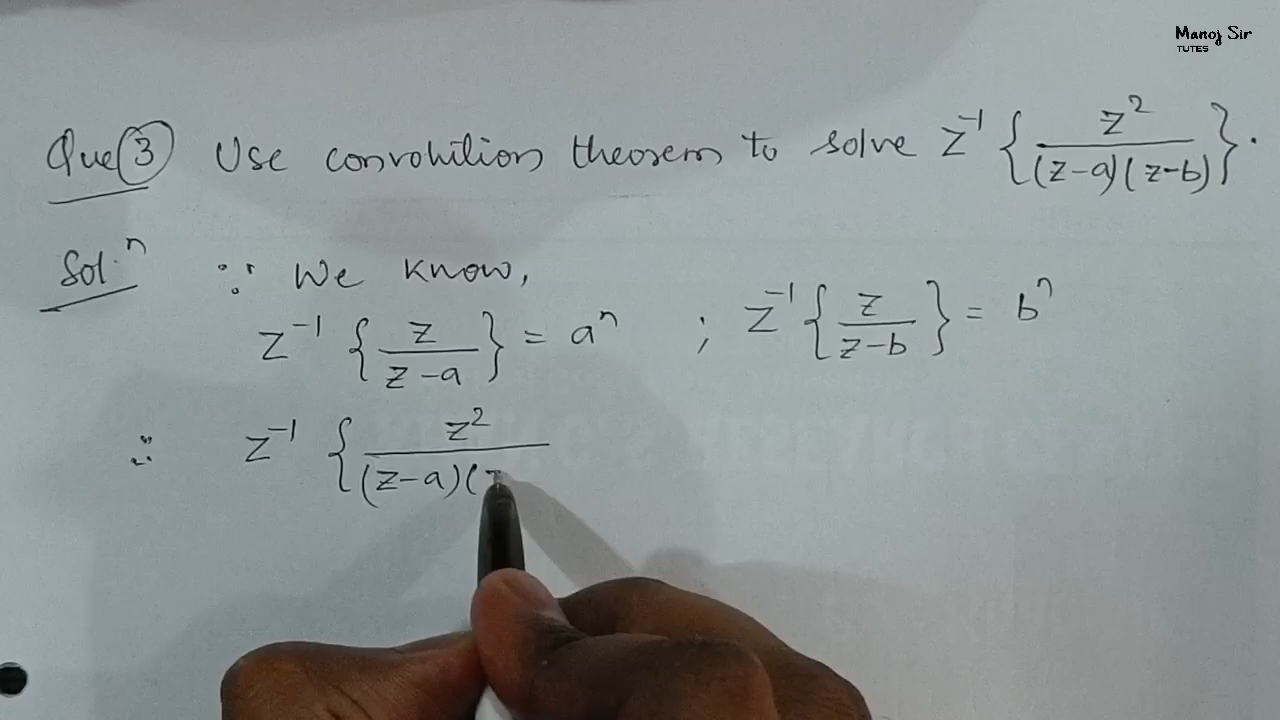 Manoj Sir
TUTES
Que ③ Use convolution theorem to solve Z⁻¹ { z² / (z-a)(z-b) }.
Sol.ⁿ ∵ We know,
Z⁻¹ { z / z-a } = aⁿ ; Z⁻¹ { z / z-b } = bⁿ
∴ Z⁻¹ { z² / (z-a)(z